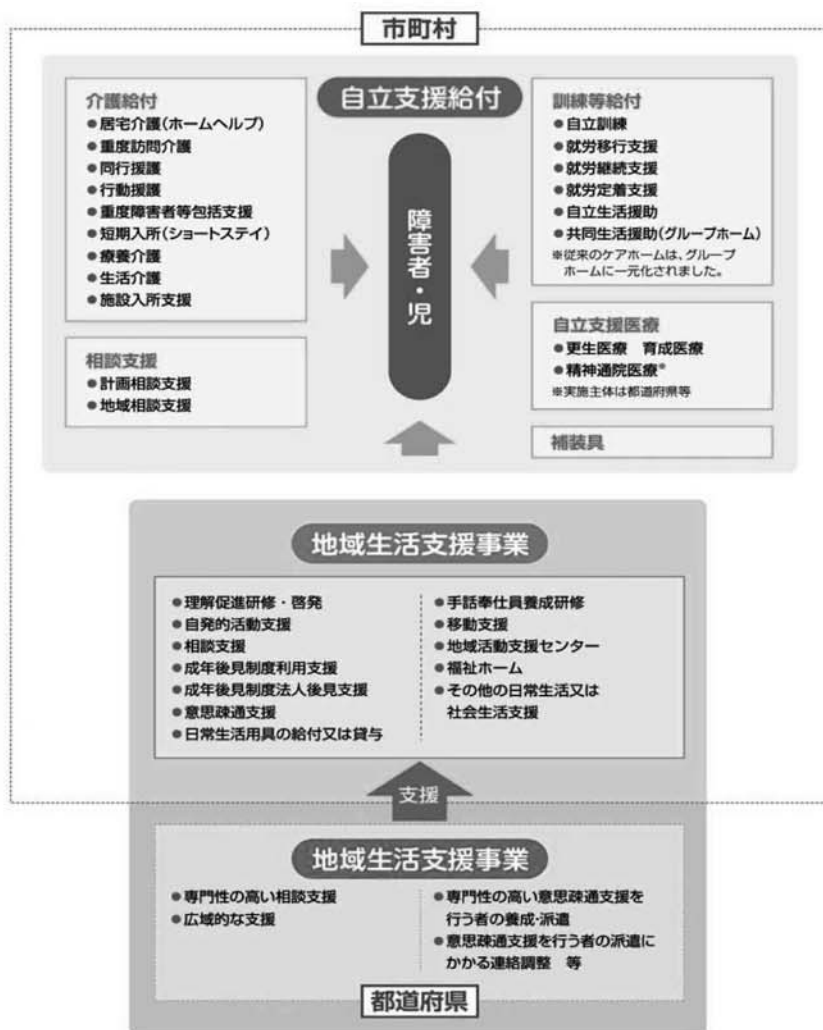 市町村
自立支援給付
介護給付
●居宅介護(ホームヘルプ)
●重度訪問介護
●同行援護
●行動援護
●重度障害者等包括支援
●短期入所(ショートステイ)
●療養介護
●生活介護
●施設入所支援
相談支援
●計画相談支援
●地域相談支援
障害者・児
訓練等給付
●自立訓練
●就労移行支援
●就労継続支援
●就労定着支援
●自立生活援助
●共同生活援助(グループホーム)
※従来のケアホームは、グループ
ホームに一元化されました。
自立支援医療
●更生医療　育成医療
●精神通院医療※
※実施主体は都道府県等
補装具
地域生活支援事業
●理解促進研修・啓発
●自発的活動支援
●相談支援
●成年後見制度利用支援
●成年後見制度法人後見支援
●意思疎通支援
●日常生活用具の給付又は貸与
●手話奉仕員養成研修
●移動支援
●地域活動支援センター
●福祉ホーム
●その他の日常生活又は
社会生活支援
支援
地域生活支援事業
●専門性の高い相談支援
●広域的な支援
●専門性の高い意思疎通支援を
行う者の養成・派遣
●意思疎通支援を行う者の派遣に
かかる連絡調整　等
都道府県